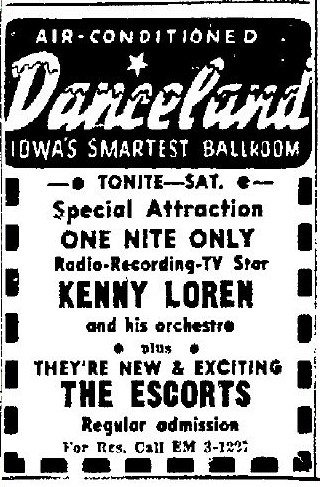 AIR-CONDITIONED
Danceland
IOWA'S SMARTEST BALLROOM
TONITE—SAT.
Special Attraction
ONE NITE ONLY
Radio-Recording-TV Star
KENNY LOREN
and his orchestra
plus
THEY'RE NEW & EXCITING
THE ESCORTS
Regular admission
For Res. Call EM 3-1227